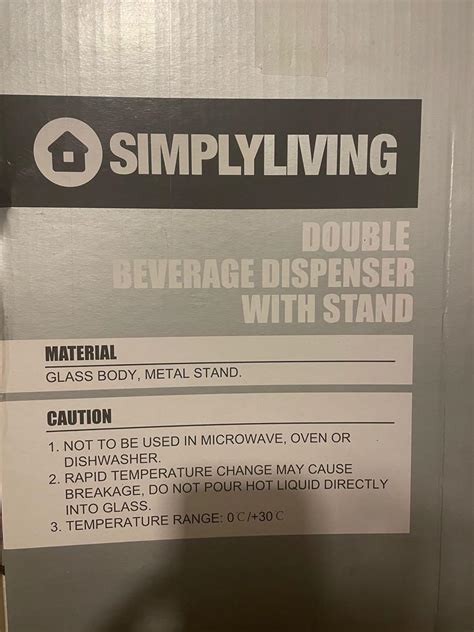 SIMPLYLIVING
DOUBLE
BEVERAGE DISPENSER
WITH STAND
MATERIAL
GLASS BODY, METAL STAND.
CAUTION
1. NOT TO BE USED IN MICROWAVE, OVEN OR
DISHWASHER.
2. RAPID TEMPERATURE CHANGE MAY CAUSE
BREAKAGE, DO NOT POUR HOT LIQUID DIRECTLY
INTO GLASS.
3. TEMPERATURE RANGE: 0℃/+30℃